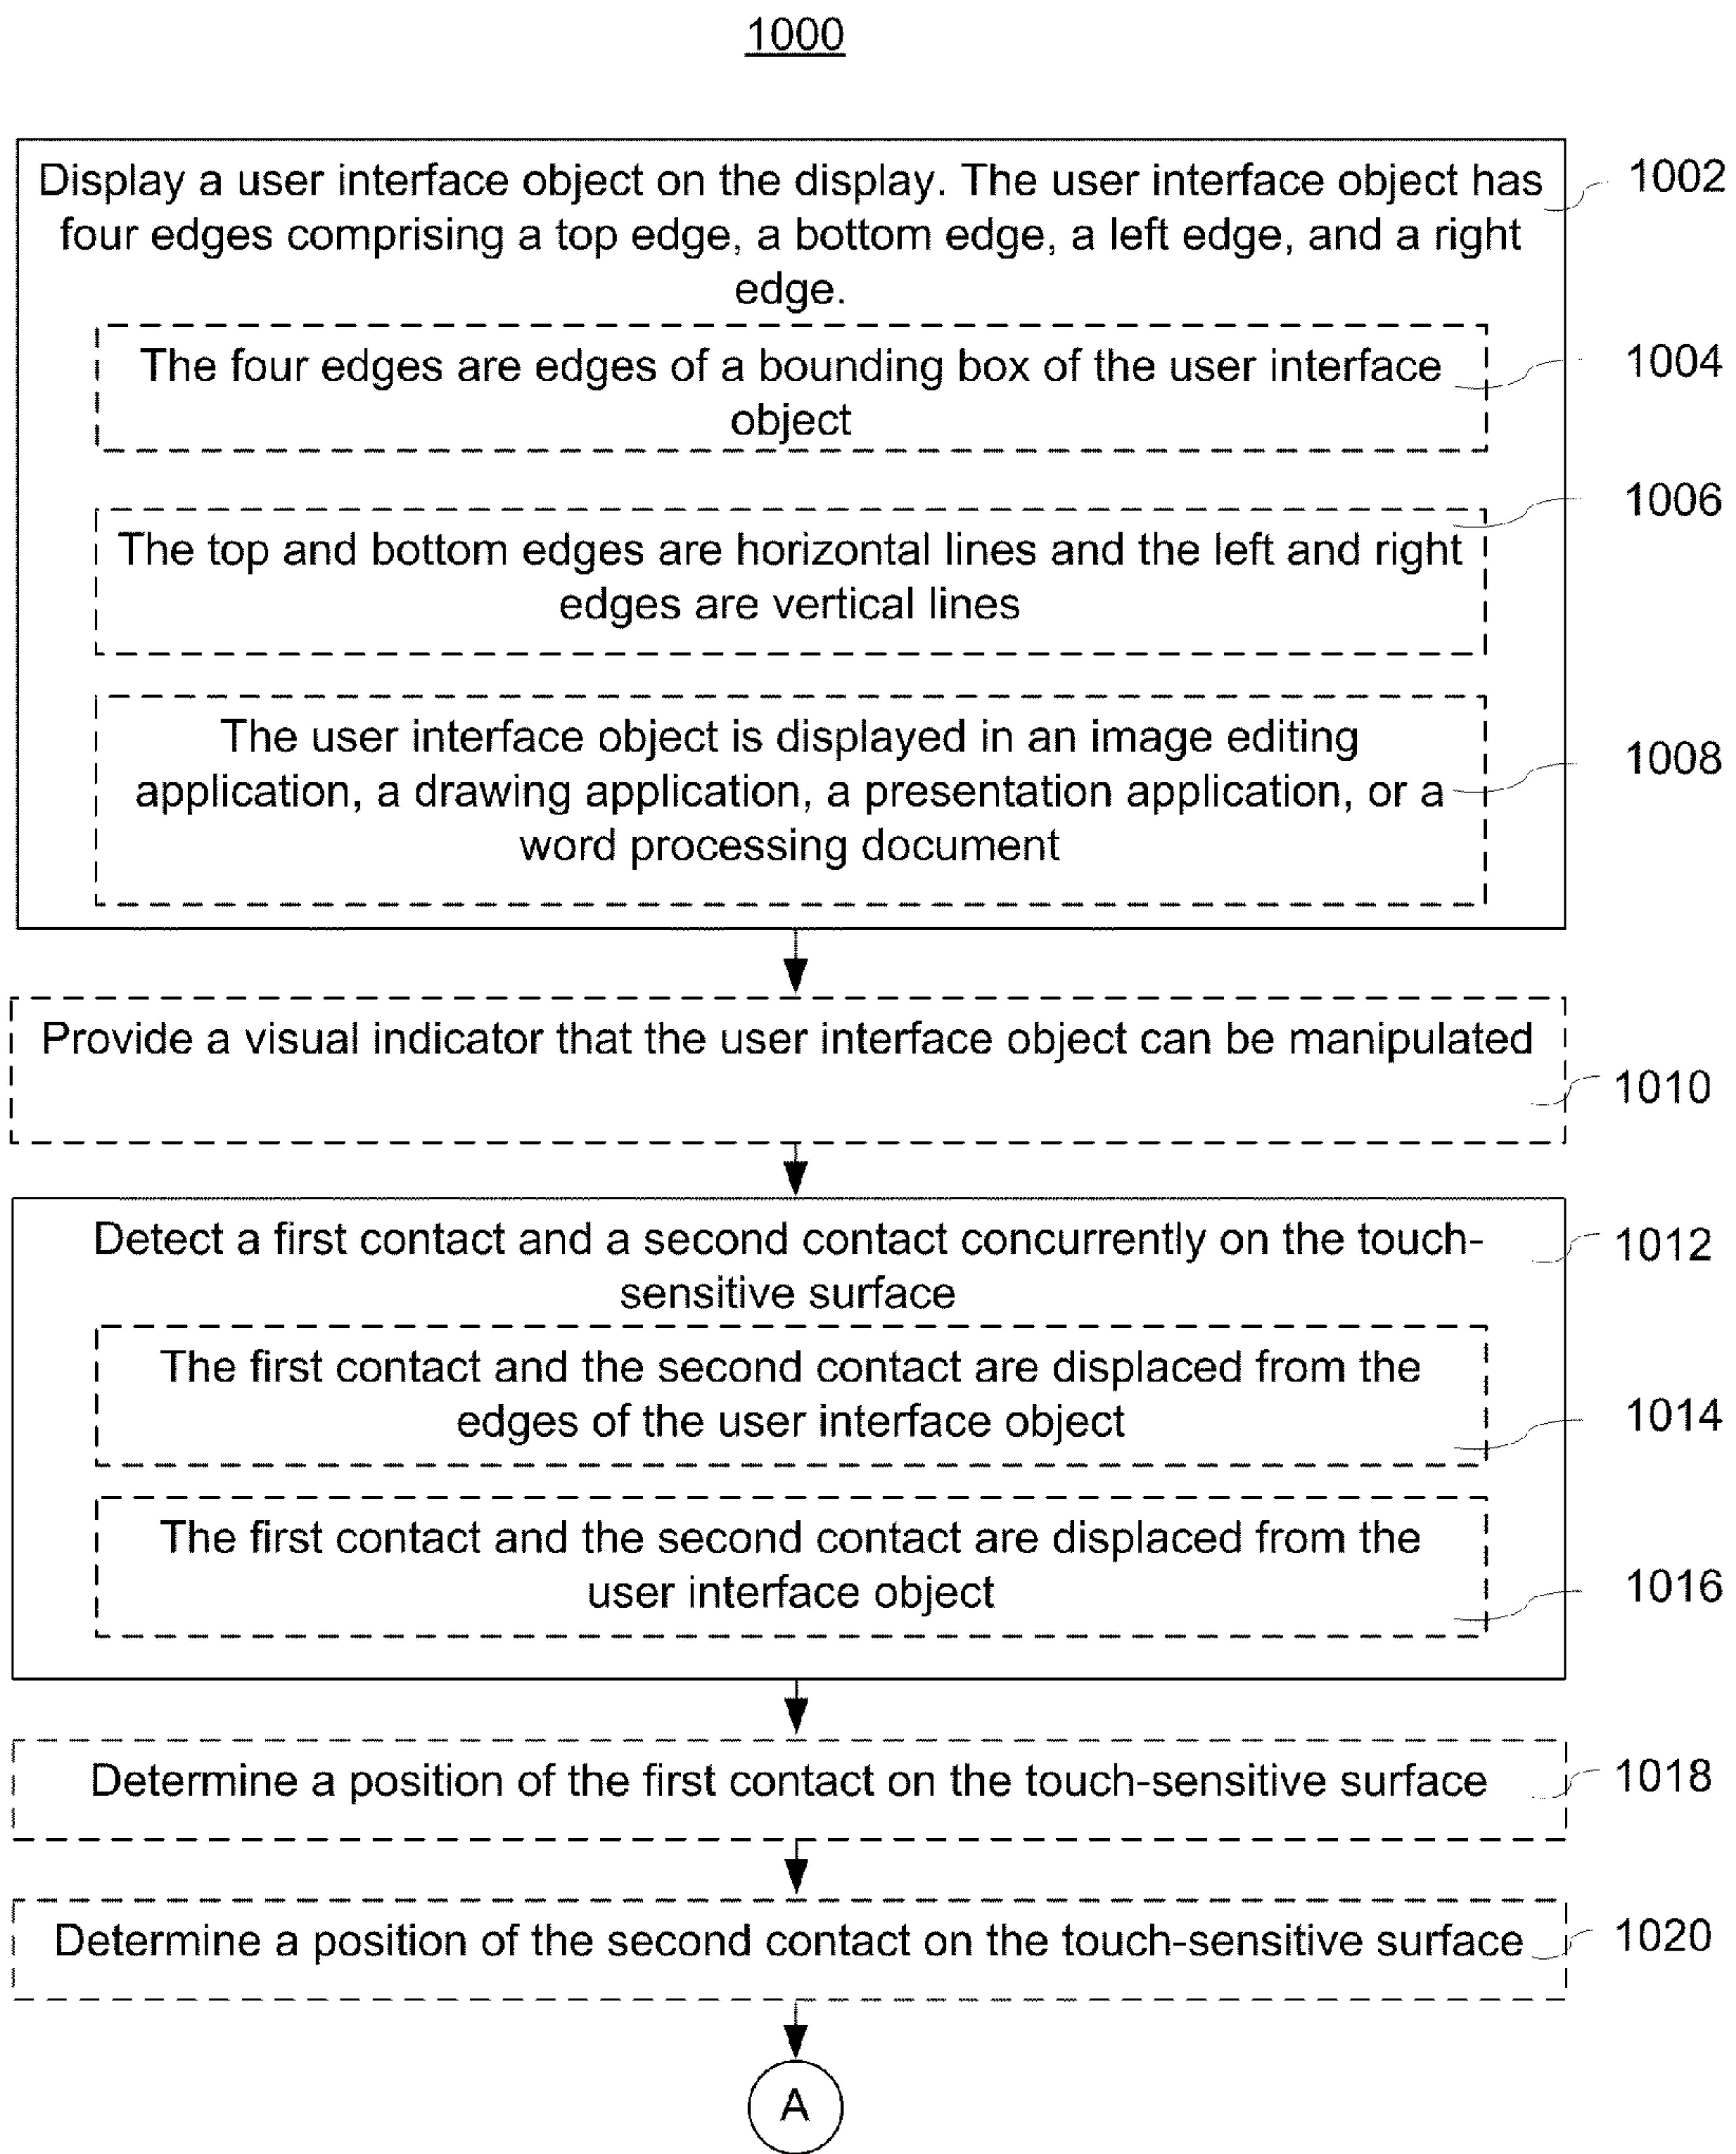 1000
Display a user interface object on the display. The user interface object has
1002
four edges comprising a top edge, a bottom edge, a left edge, and a right
edge.
The four edges are edges of a bounding box of the user interface
1004
object
1006
The top and bottom edges are horizontal lines and the left and right
edges are vertical lines
The user interface object is displayed in an image editing
1008
application, a drawing application, a presentation application, or a
word processing document
Provide a visual indicator that the user interface object can be manipulated
1010
Detect a first contact and a second contact concurrently on the touch-
1012
sensitive surface
The first contact and the second contact are displaced from the
edges of the user interface object
1014
The first contact and the second contact are displaced from the
user interface object
1016
Determine a position of the first contact on the touch-sensitive surface
1018
Determine a position of the second contact on the touch-sensitive surface
1020
A